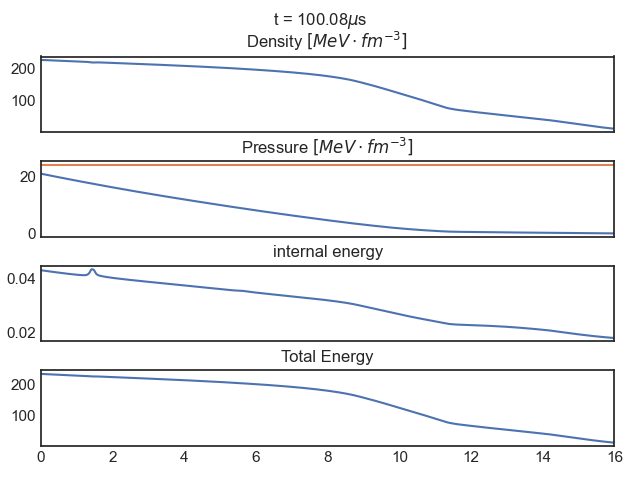 t = 100.08μs
Density [MeV · fm⁻³]
200
100
Pressure [MeV · fm⁻³]
20
0
internal energy
0.04
0.02
Total Energy
200
100
0 2 4 6 8 10 12 14 16